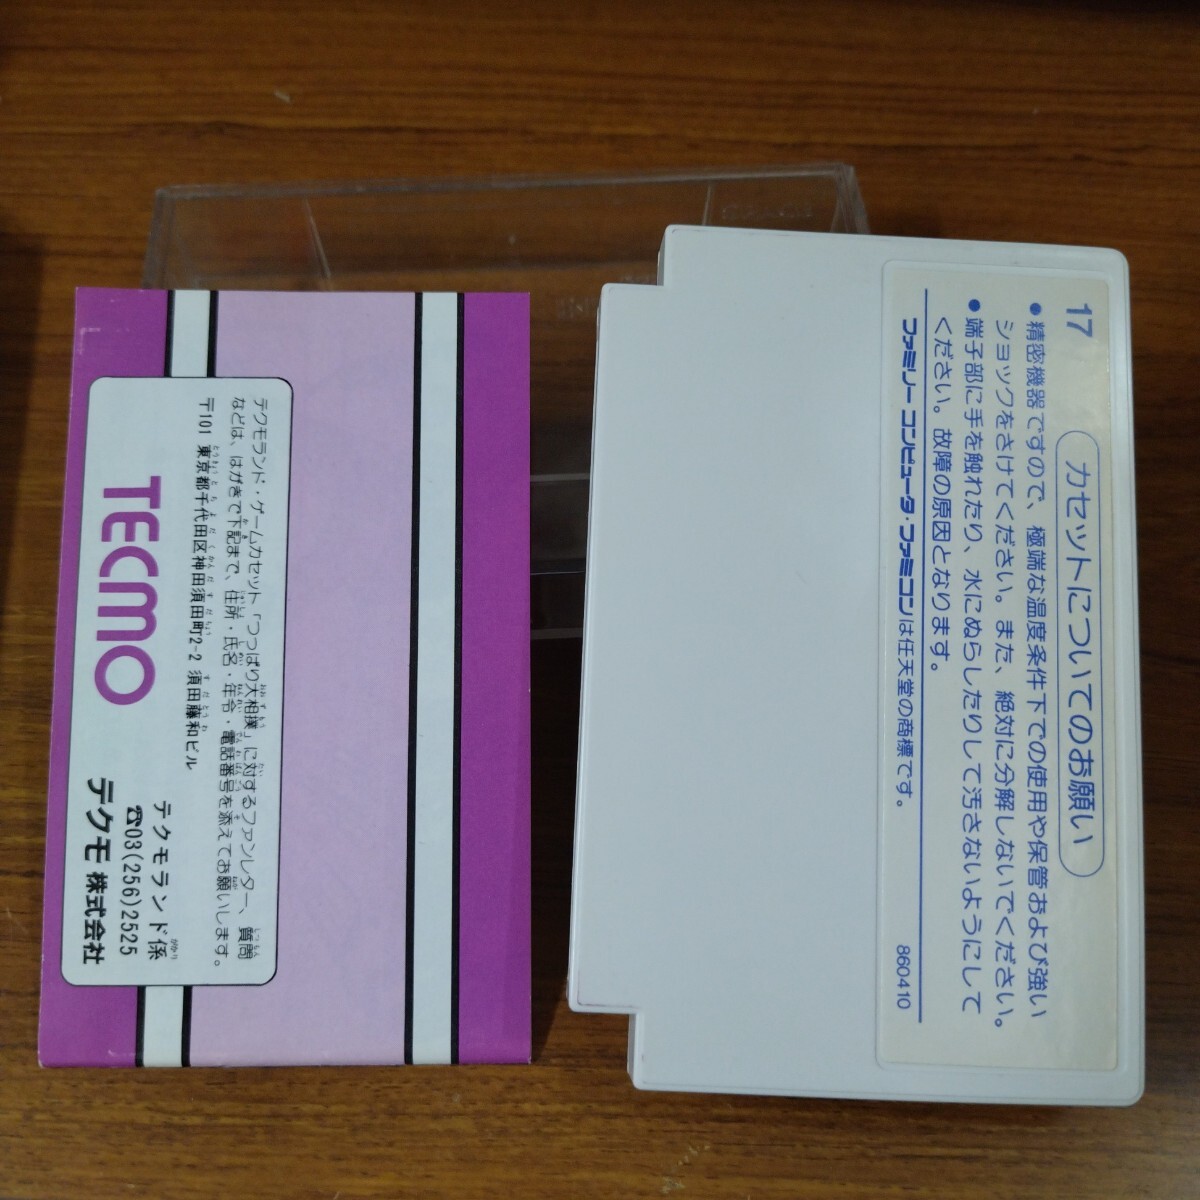 テクモランド・ゲームカセット「つっぱり大相撲」に対するファンレター、質問
などは、はがきで下記まで、住所・氏名・年令・電話番号を添えてお願いします。
〒101 東京都千代田区神田須田町2-2 須田藤和ビル
テクモランド係
☎03(256)2525
TECMO
テクモ株式会社
17
カセットについてのお願い
●精密機器ですので、極端な温度条件下での使用や保管および強い
ショックをさけてください。また、絶対に分解しないでください。
●端子部に手を触れたり、水にぬらしたりして汚さないようにして
ください。故障の原因となります。
ファミリーコンピュータ・ファミコンは任天堂の商標です。
860410